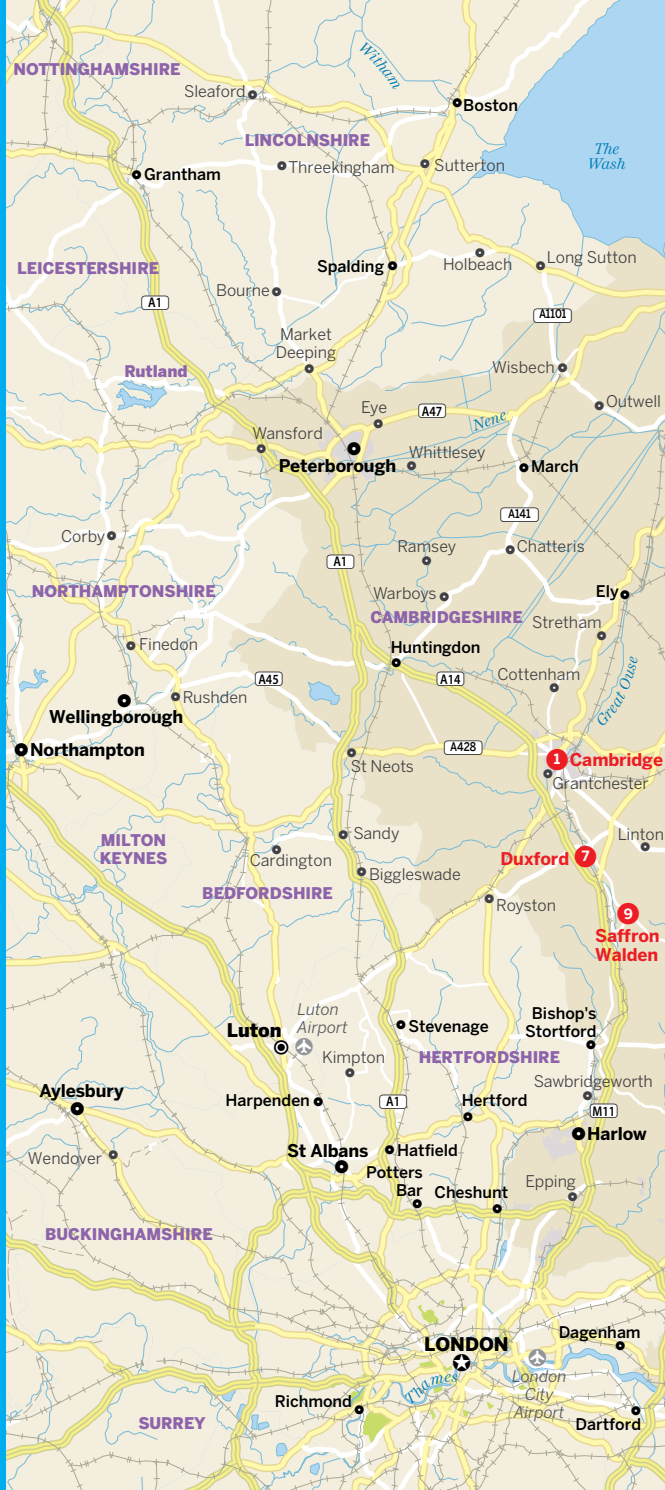 NOTTINGHAMSHIRE
Witham
Sleaford
Boston
LINCOLNSHIRE
The
Wash
Threekingham
Sutterton
Grantham
LEICESTERSHIRE
Spalding
Holbeach
Long Sutton
Bourne
A1
A1101
Market
Deeping
Rutland
Wisbech
Eye
A47
Outwell
Nene
Wansford
Peterborough
Whittlesey
March
A141
Corby
Ramsey
Chatteris
A1
NORTHAMPTONSHIRE
Warboys
Ely
CAMBRIDGESHIRE
Stretham
Finedon
Huntingdon
Cottenham
A45
A14
Great Ouse
Rushden
Wellingborough
Northampton
A428
St Neots
1 Cambridge
Grantchester
MILTON
KEYNES
Sandy
Linton
Cardington
Duxford 7
Biggleswade
BEDFORDSHIRE
Royston
9
Saffron
Walden
Luton
Airport
Bishop's
Stortford
Luton
Stevenage
Kimpton
HERTFORDSHIRE
Sawbridgeworth
Aylesbury
Harpenden
A1
Hertford
M11
Harlow
St Albans
Hatfield
Wendover
Potters
Bar
Cheshunt
Epping
BUCKINGHAMSHIRE
LONDON
Dagenham
Thames
London
City
Airport
Richmond
SURREY
Dartford